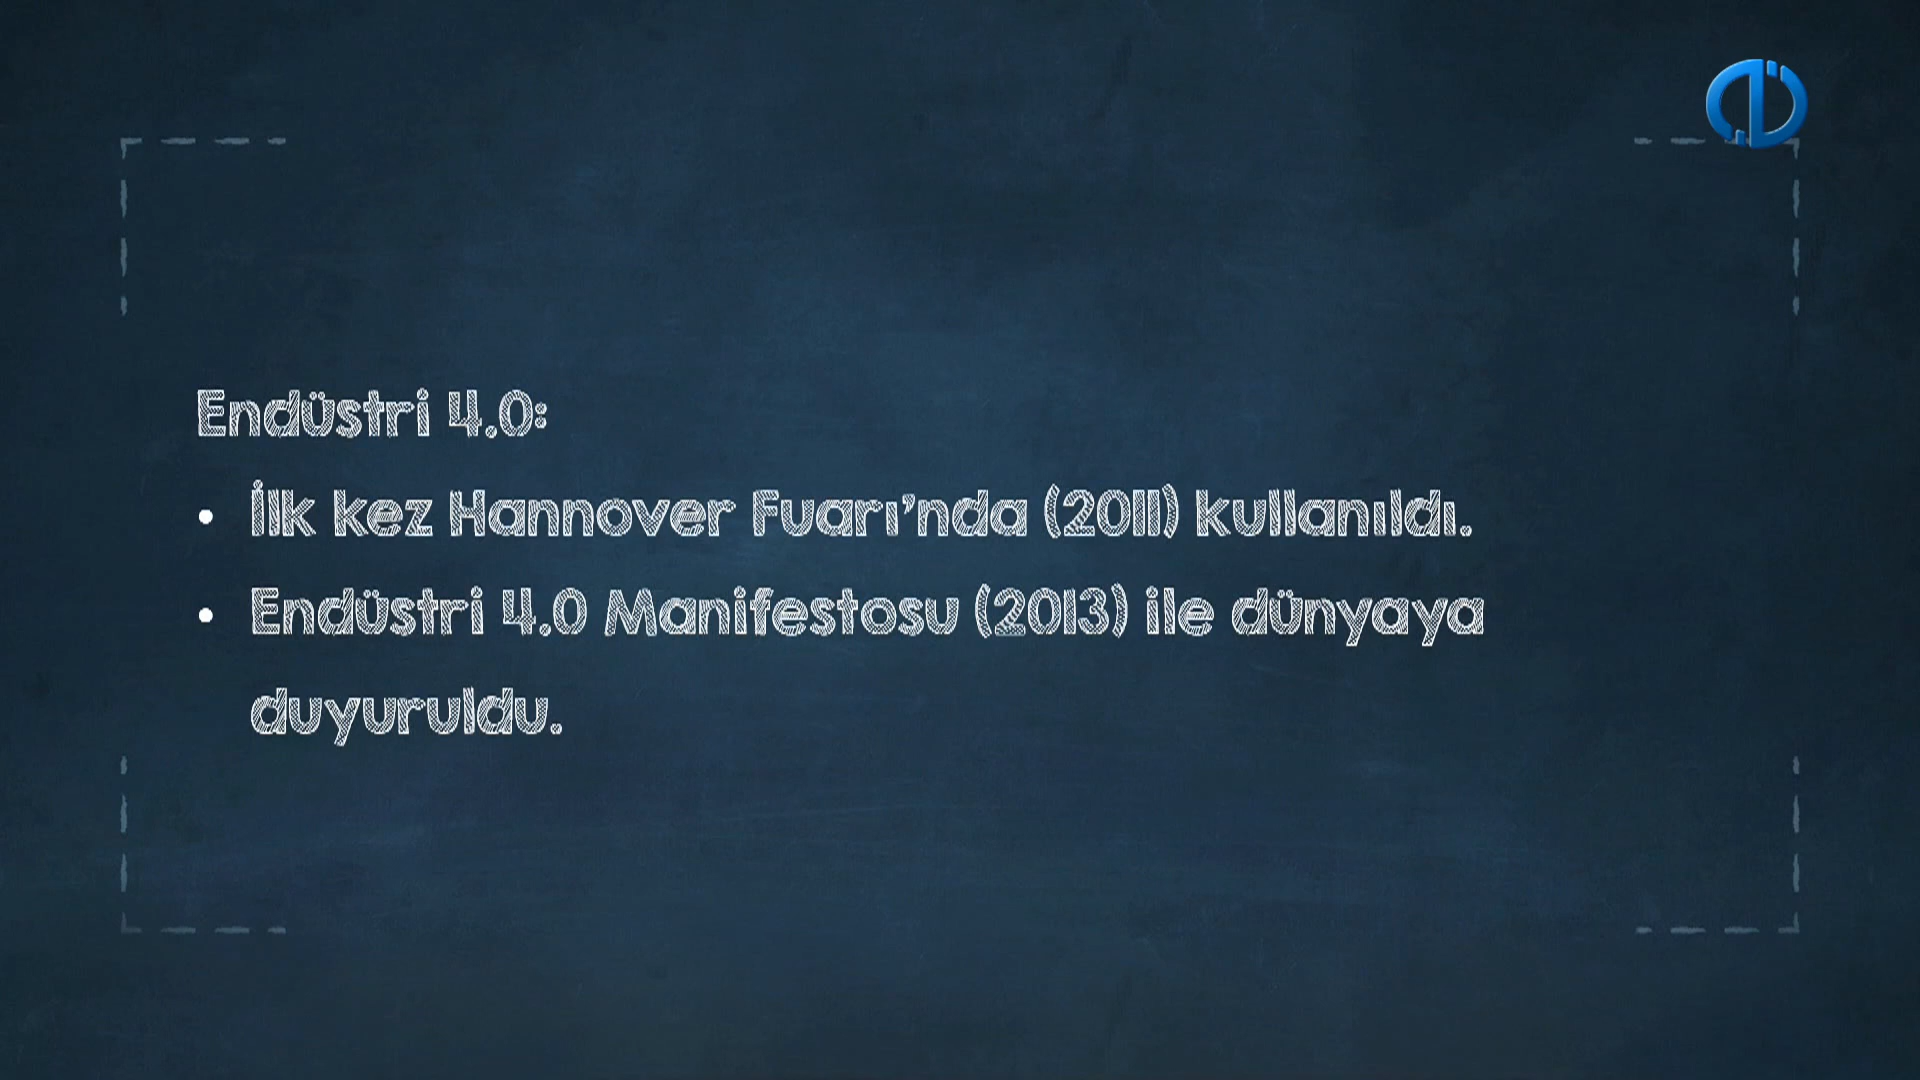 Endüstri 4.0:
• İlk kez Hannover Fuarı'nda (2011) kullanıldı.
• Endüstri 4.0 Manifestosu (2013) ile dünyaya
duyuruldu.